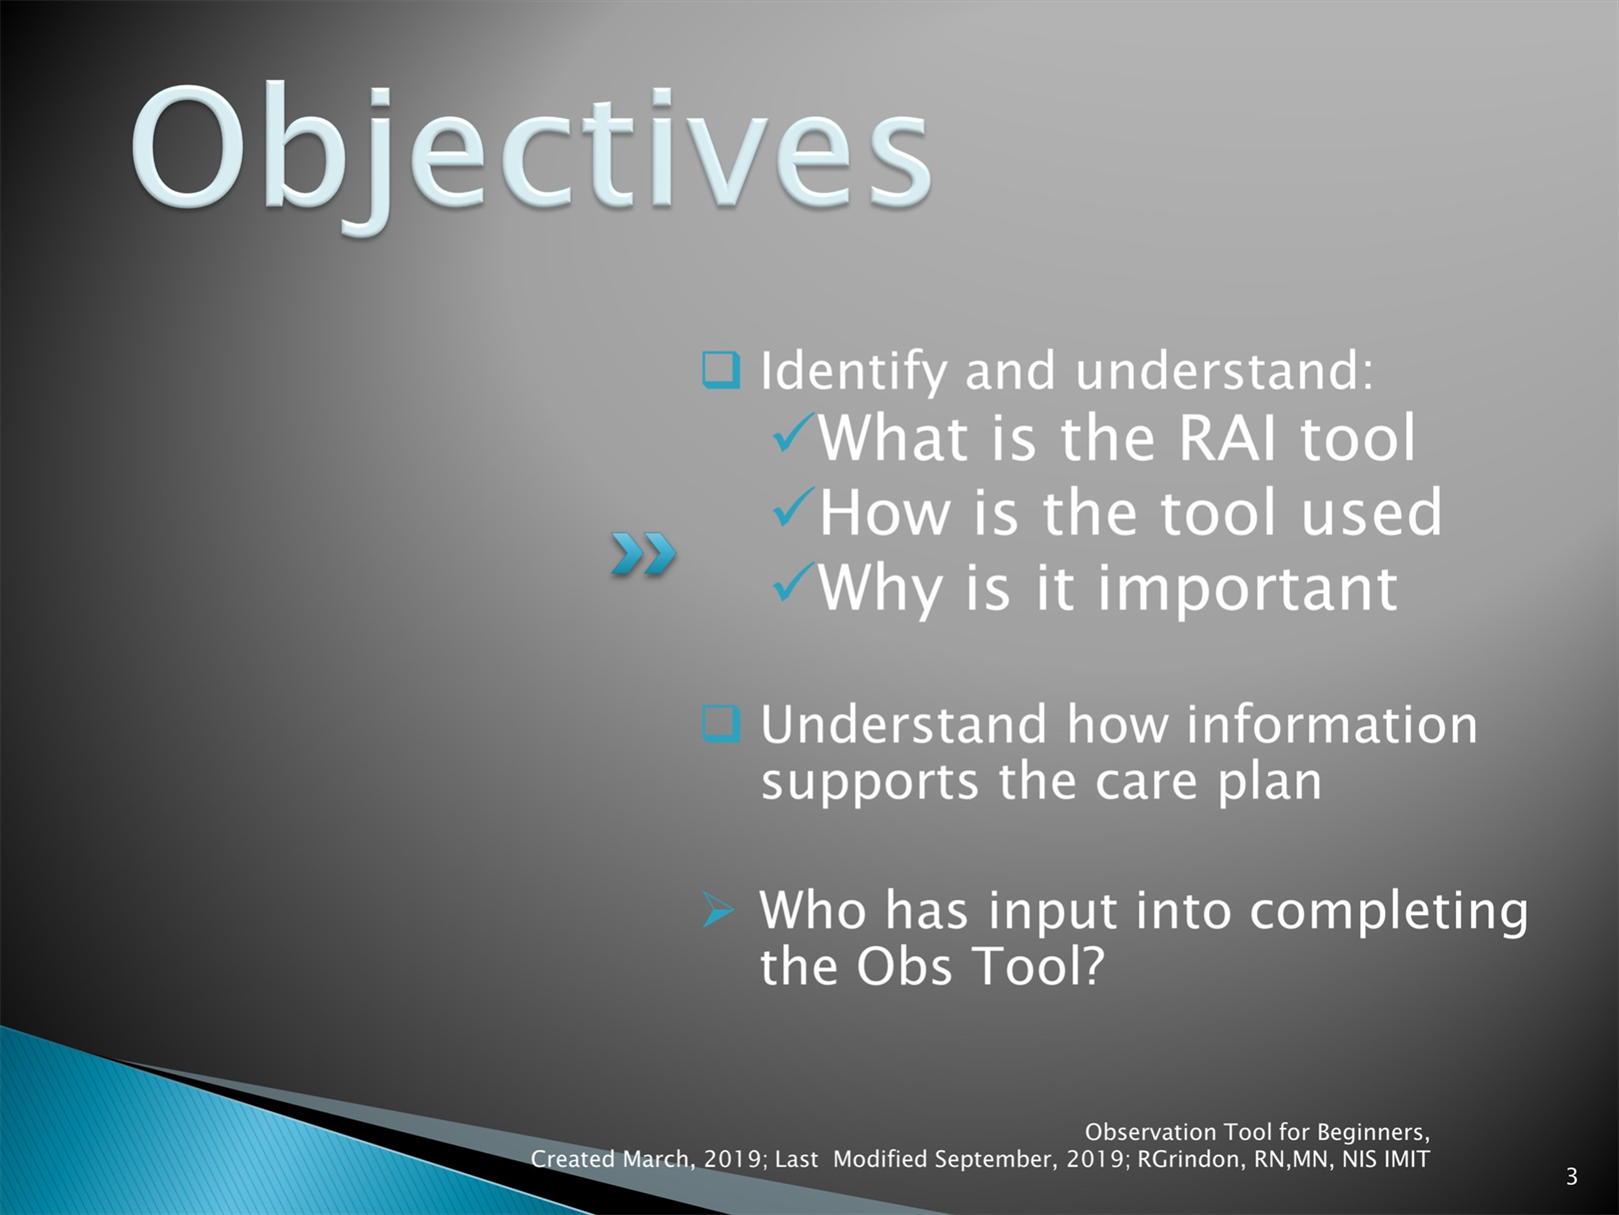 Objectives
Identify and understand:
What is the RAI tool
How is the tool used
Why is it important
Understand how information
supports the care plan
Who has input into completing
the Obs Tool?
Observation Tool for Beginners,
Created March, 2019; Last  Modified September, 2019; RGrindon, RN,MN, NIS IMIT
3